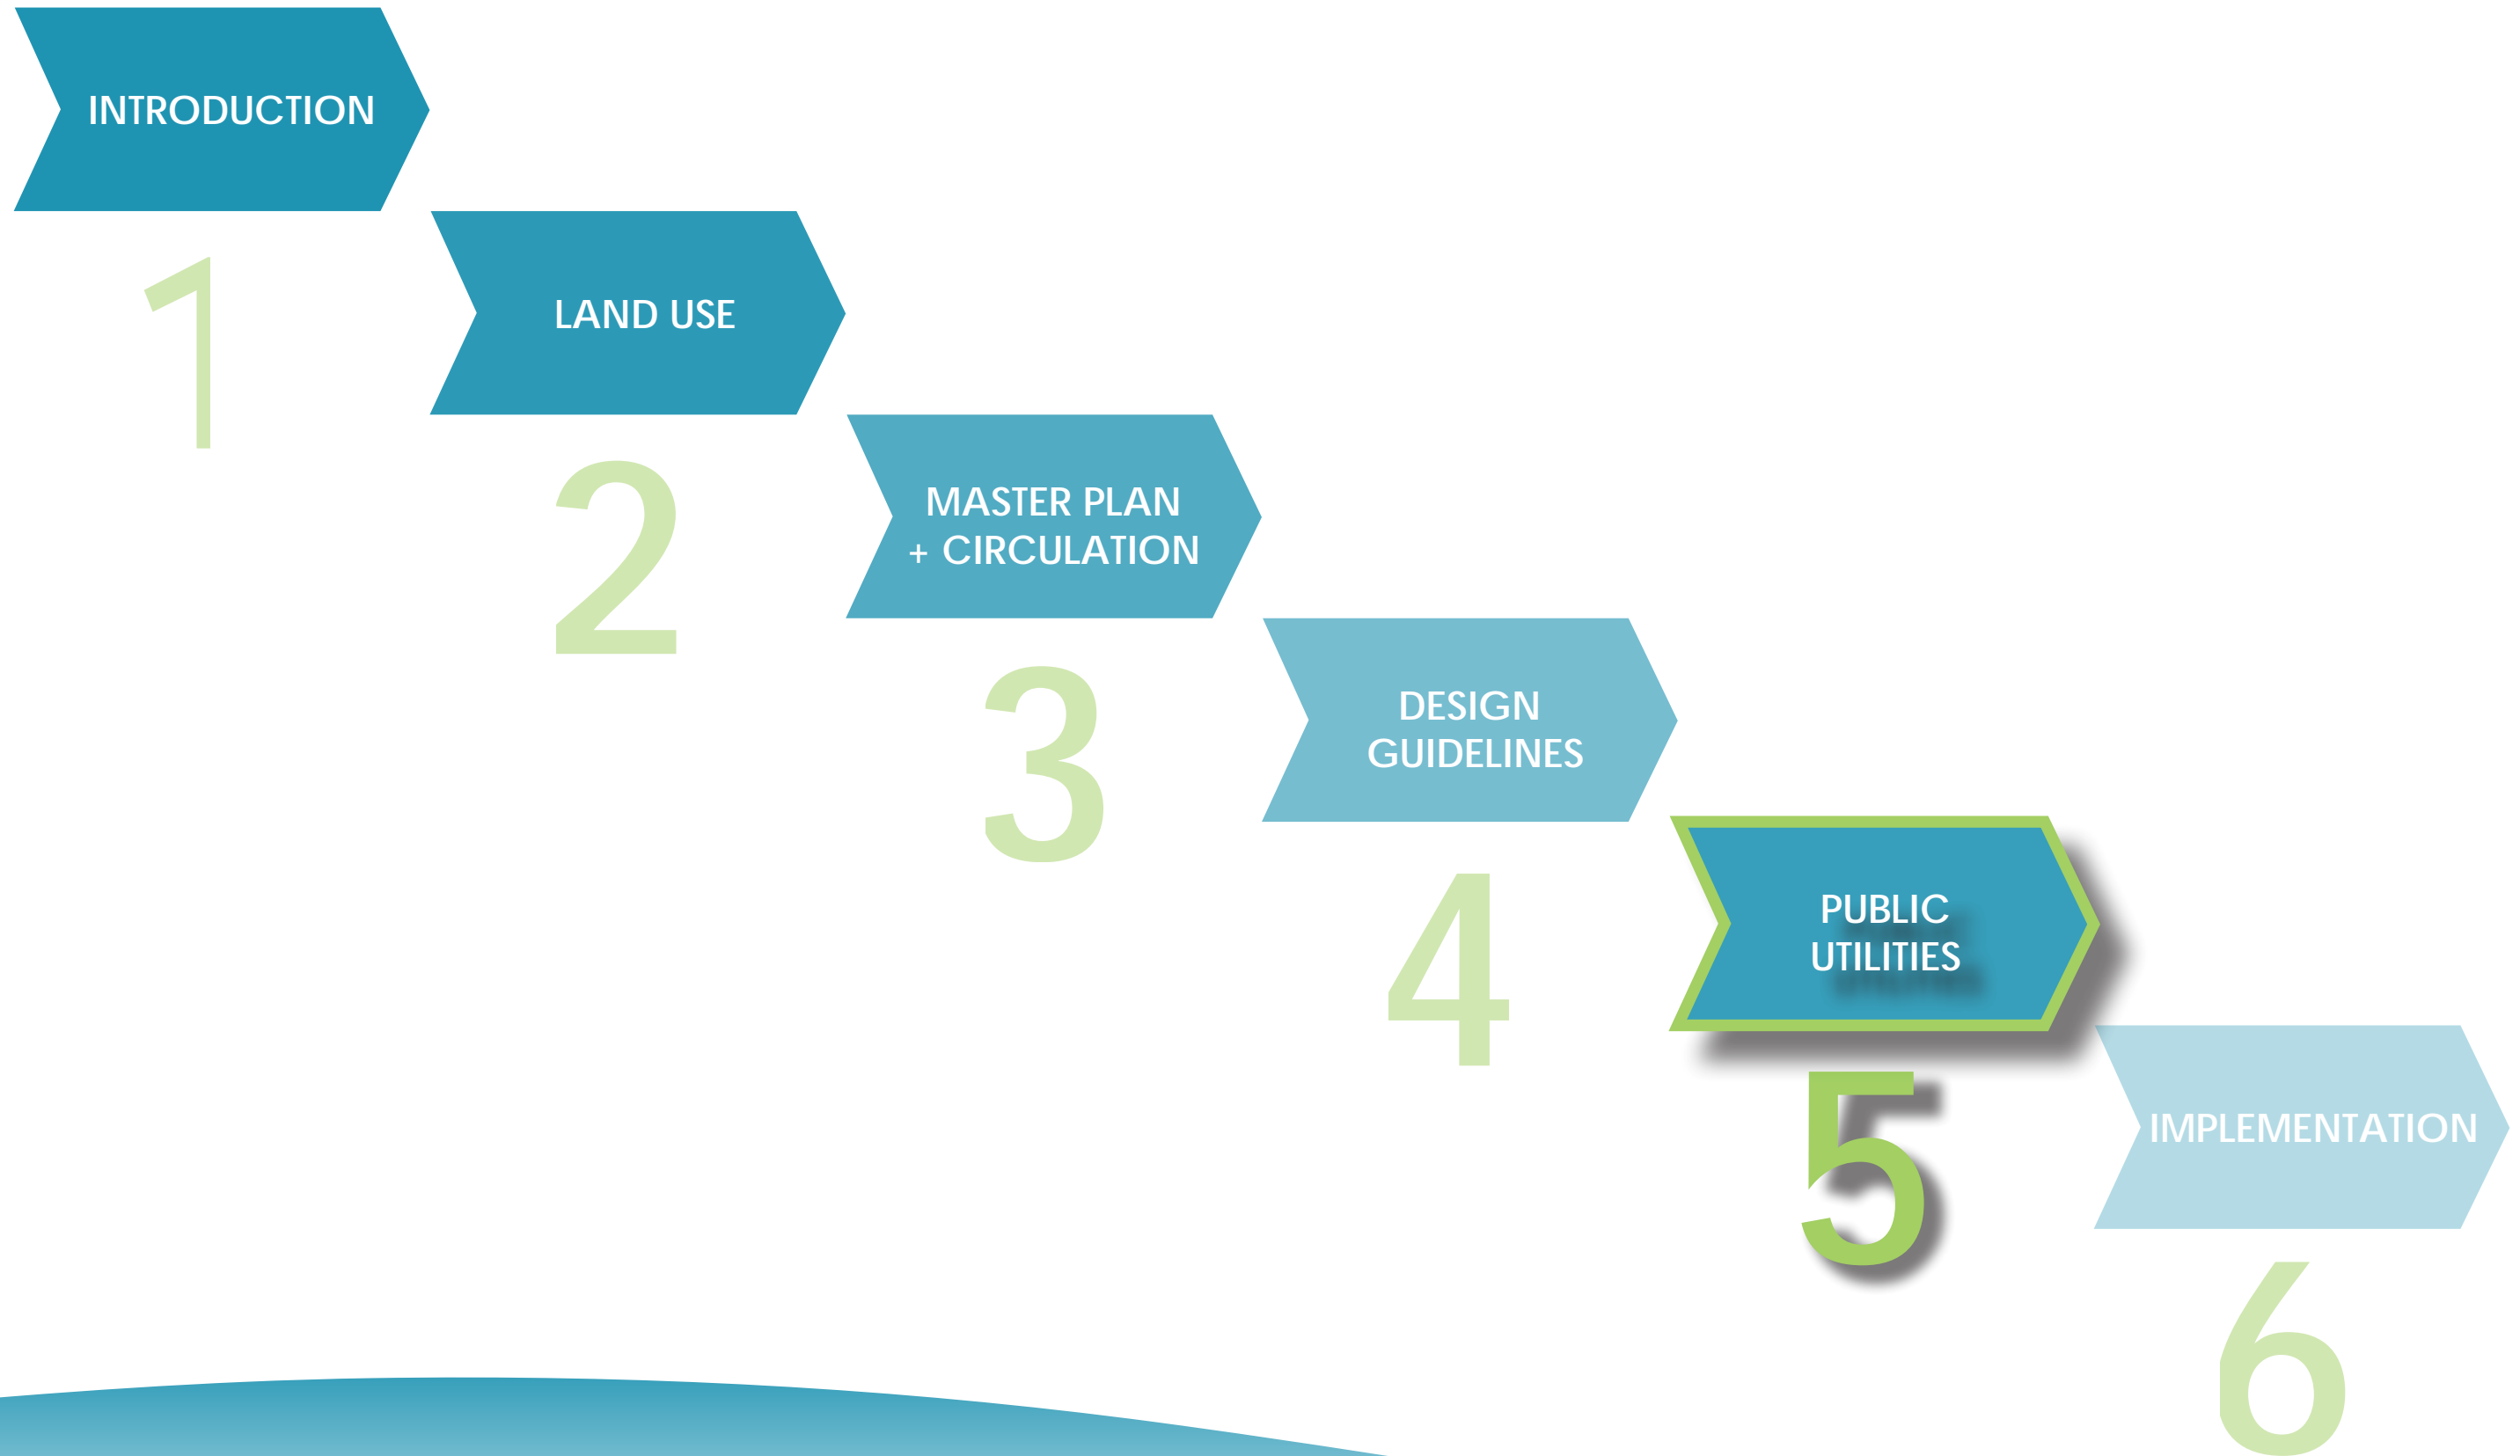 INTRODUCTION
1
LAND USE
2
MASTER PLAN
+ CIRCULATION
3
DESIGN
GUIDELINES
4
PUBLIC
UTILITIES
5
IMPLEMENTATION
6